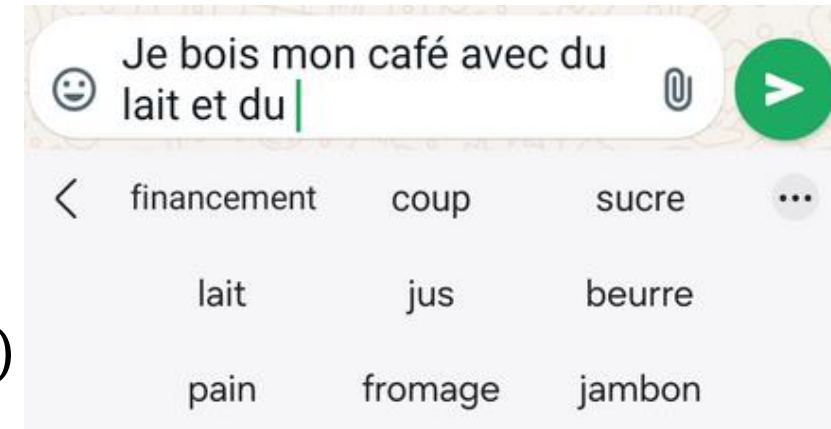 Je bois mon café avec du
lait et du
financement coup sucre ...
lait jus beurre
pain fromage jambon
)